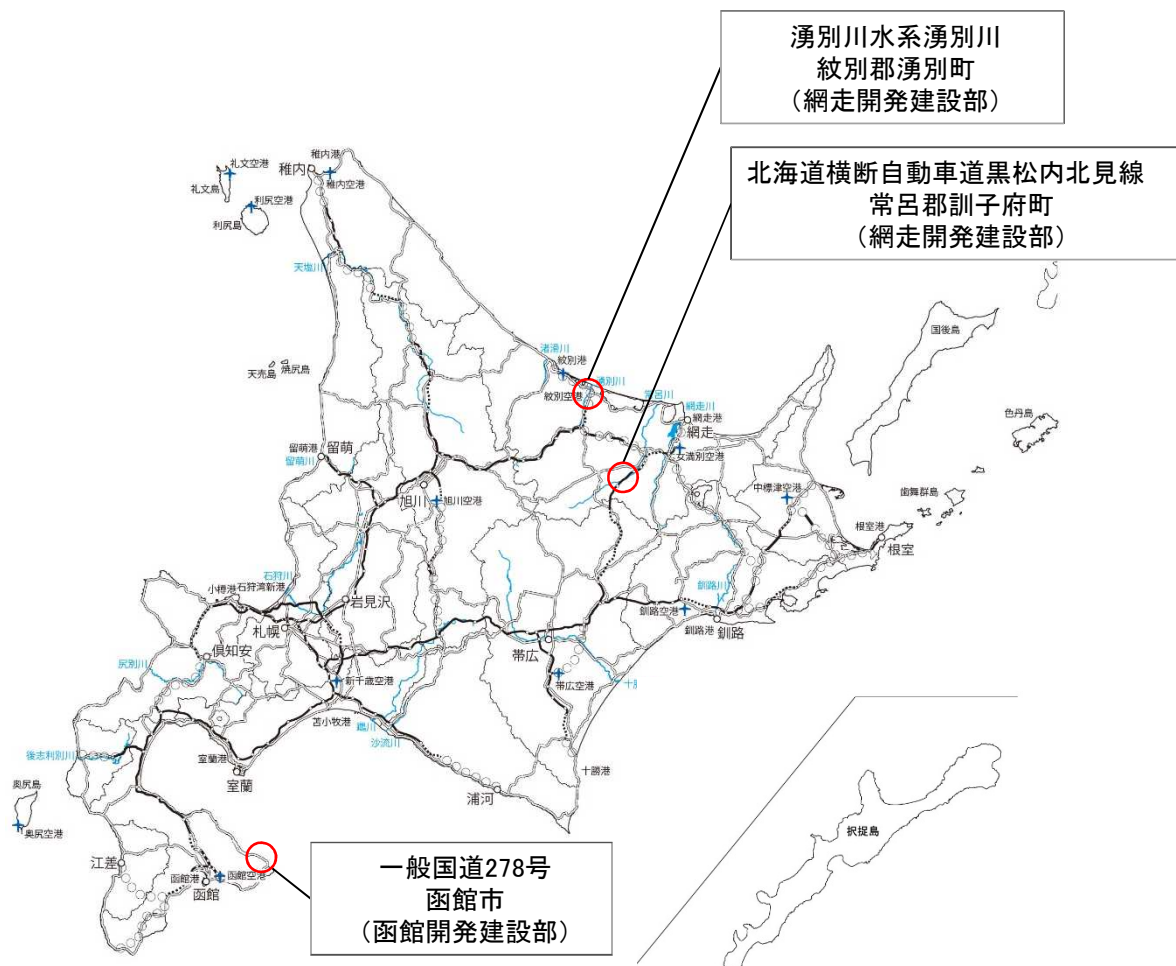 湧別川水系湧別川
紋別郡湧別町
（網走開発建設部）
北海道横断自動車道黒松内北見線
常呂郡訓子府町
（網走開発建設部）
稚内港
礼文空港
稚内
稚内空港
礼文島
利尻空港
利尻島
天塩川
国後島
渚滑川
紋別港
天売島
焼尻島
湧別川
紋別空港
常呂川
網走川
網走港
網走
色丹島
留萌港
留萌
留萌川
女満別空港
旭川
旭川空港
中標津空港
歯舞群島
根室港
根室
石狩川
小樽港
石狩湾新港
釧路川
岩見沢
札幌
釧路空港
釧路港
釧路
倶知安
尻別川
帯広
新千歳空港
帯広空港
十勝
苫小牧港
鵡川
沙流川
後志利別川
室蘭港
室蘭
十勝港
奥尻島
浦河
奥尻空港
択捉島
江差
函館港
函館空港
函館
一般国道278号
函館市
（函館開発建設部）